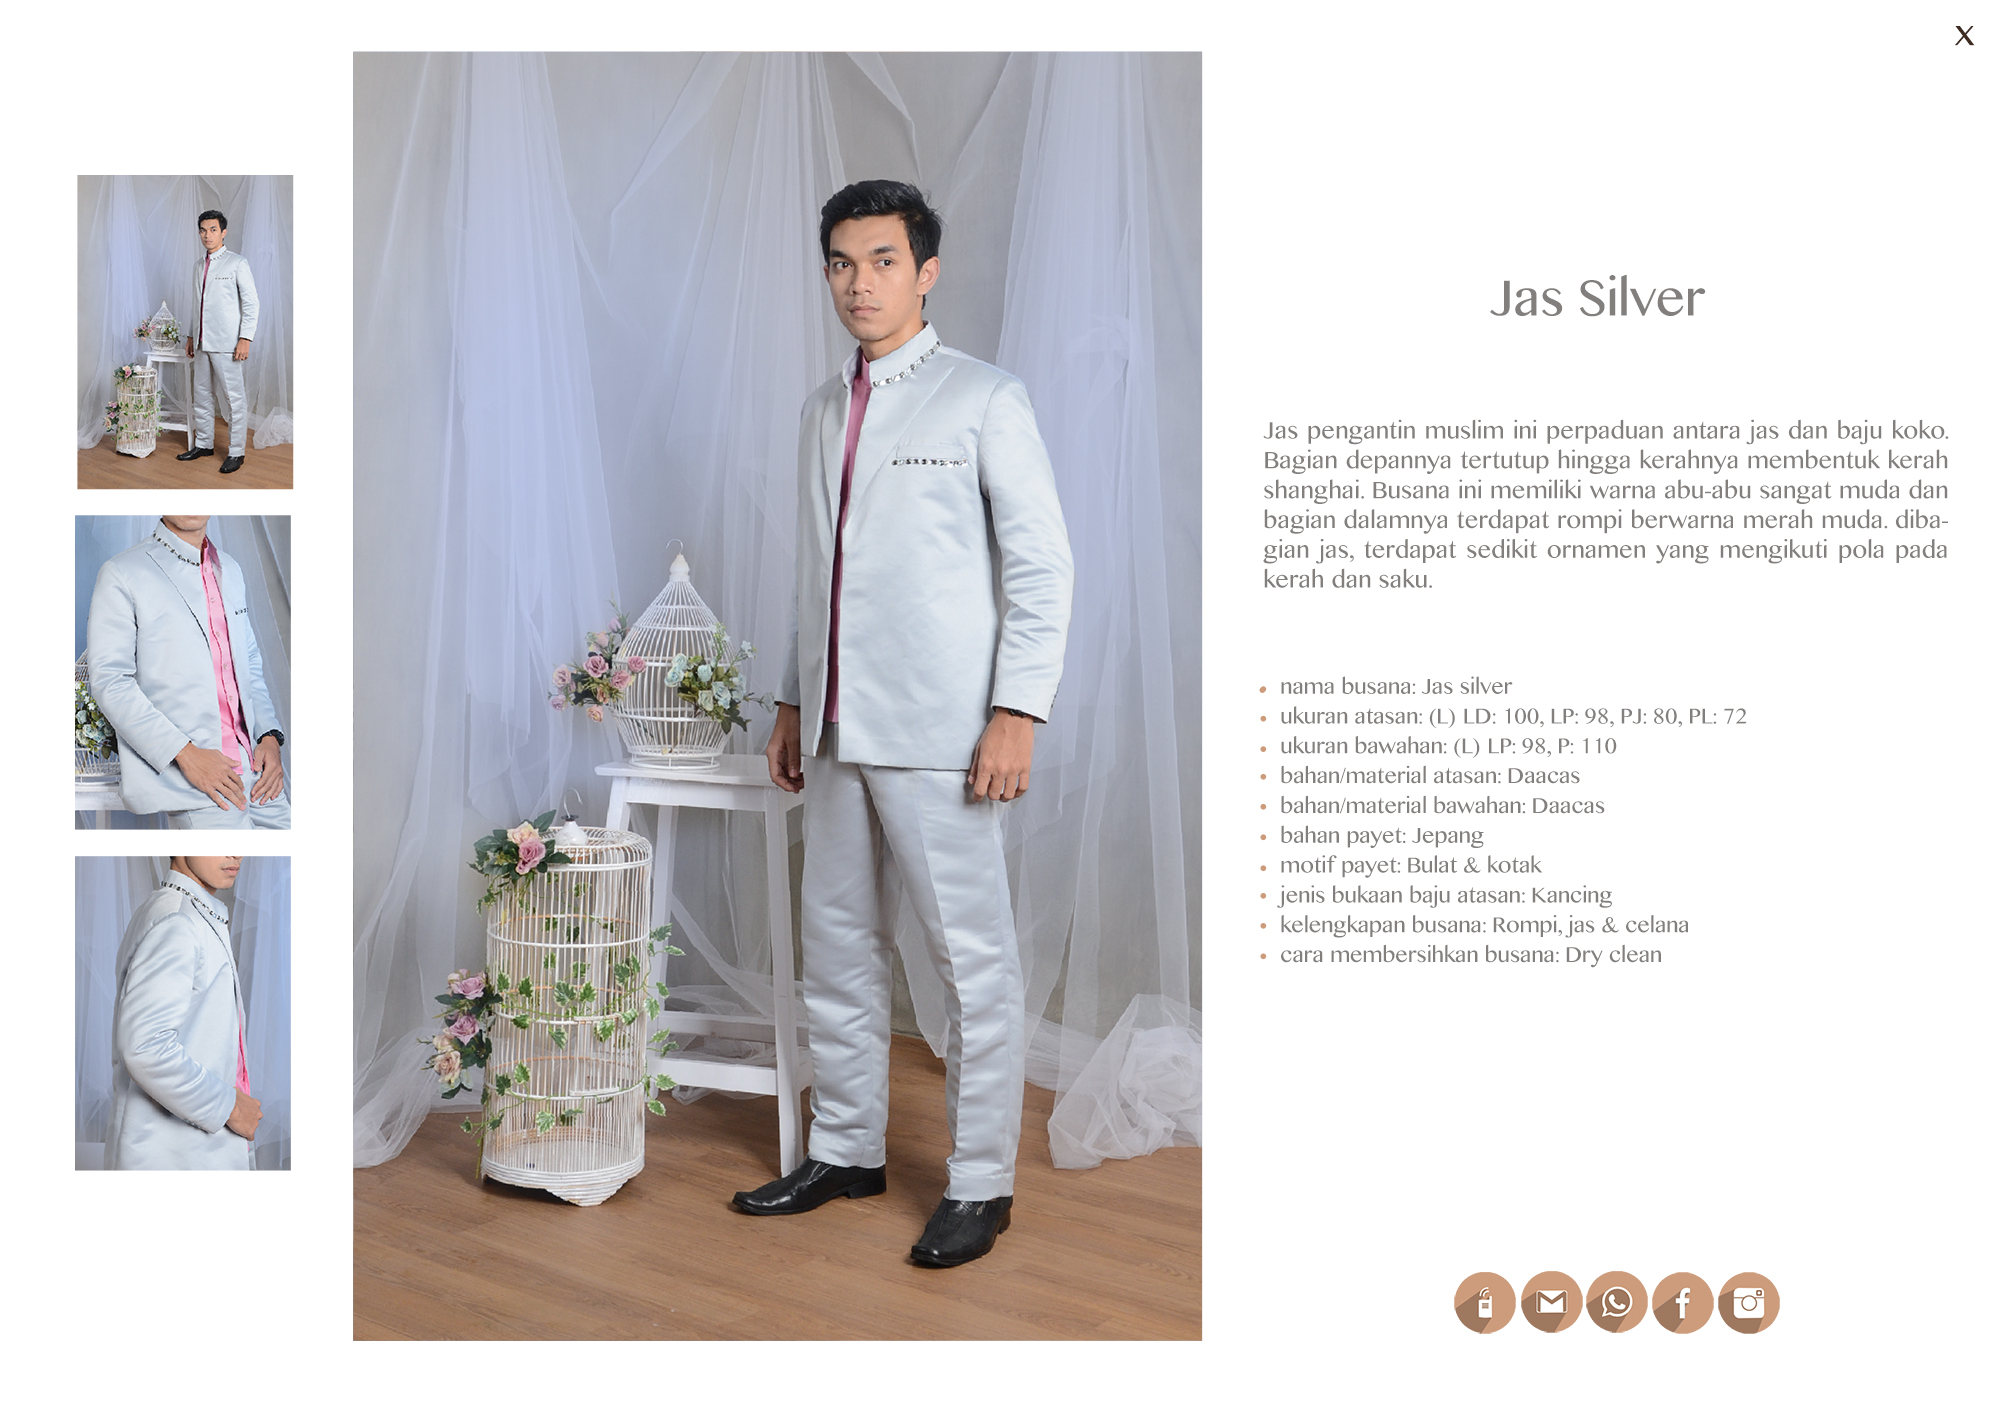 X
Jas Silver
Jas pengantin muslim ini perpaduan antara jas dan baju koko.
Bagian depannya tertutup hingga kerahnya membentuk kerah
shanghai. Busana ini memiliki warna abu-abu sangat muda dan
bagian dalamnya terdapat rompi berwarna merah muda. diba-
gian jas, terdapat sedikit ornamen yang mengikuti pola pada
kerah dan saku.
• nama busana: Jas silver
• ukuran atasan: (L) LD: 100, LP: 98, PJ: 80, PL: 72
• ukuran bawahan: (L) LP: 98, P: 110
• bahan/material atasan: Daacas
• bahan/material bawahan: Daacas
• bahan payet: Jepang
• motif payet: Bulat & kotak
• jenis bukaan baju atasan: Kancing
• kelengkapan busana: Rompi, jas & celana
• cara membersihkan busana: Dry clean